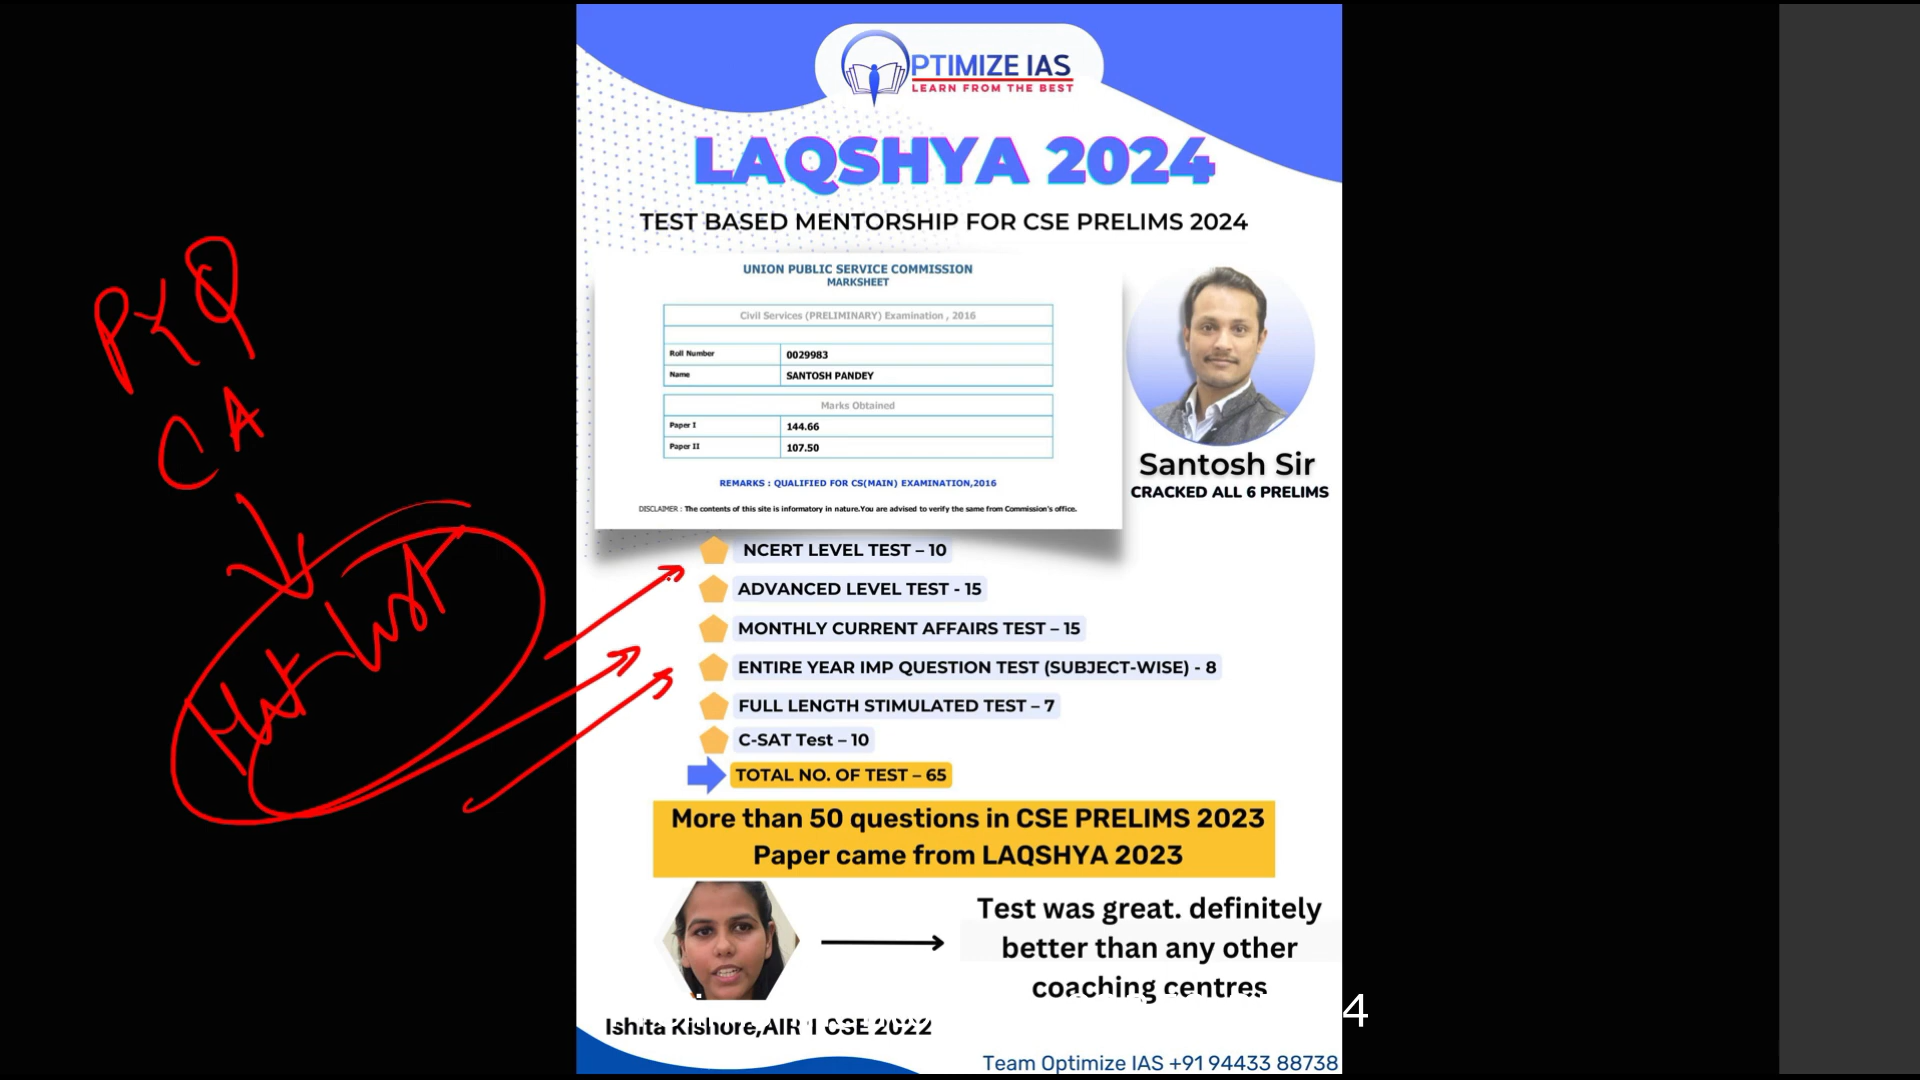 OPTIMIZE IAS
LEARN FROM THE BEST
LAQSHYA 2024
TEST BASED MENTORSHIP FOR CSE PRELIMS 2024
UNION PUBLIC SERVICE COMMISSION
MARKSHEET
Civil Services (PRELIMINARY) Examination , 2016
Roll Number 0029983
Name SANTOSH PANDEY
Marks Obtained
Paper I 144.66
Paper II 107.50
REMARKS : QUALIFIED FOR CS(MAIN) EXAMINATION,2016
DISCLAIMER : The contents of this site is informatory in nature.You are advised to verify the same from Commission's office.
Santosh Sir
CRACKED ALL 6 PRELIMS
PYQ
CA
NCERT LEVEL TEST – 10
ADVANCED LEVEL TEST - 15
MONTHLY CURRENT AFFAIRS TEST – 15
ENTIRE YEAR IMP QUESTION TEST (SUBJECT-WISE) - 8
FULL LENGTH STIMULATED TEST – 7
C-SAT Test – 10
TOTAL NO. OF TEST – 65
More than 50 questions in CSE PRELIMS 2023
Paper came from LAQSHYA 2023
Test was great. definitely
better than any other
coaching centres
Ishita Kishore,AIR 1 CSE 2022
4
Team Optimize IAS +91 94433 88738